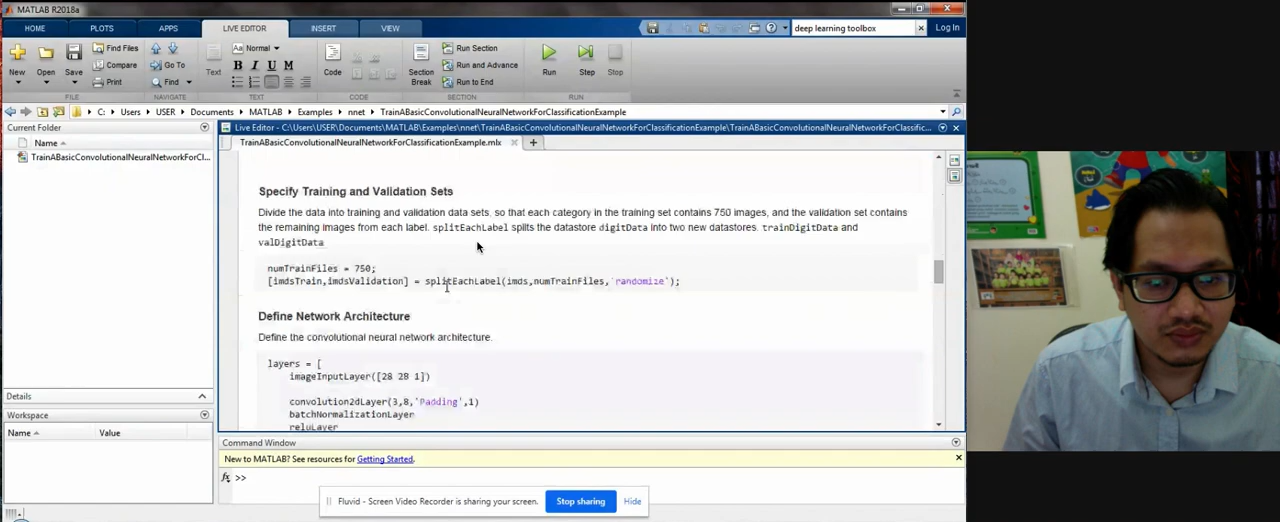 MATLAB R2018a
HOME PLOTS APPS LIVE EDITOR INSERT VIEW deep learning toolbox Log In
New Open Save Find Files Compare Print Go To Find Text Normal B I U M Code Section Break Run Section Run and Advance Run to End Run Step Stop
FILE NAVIGATE TEXT CODE SECTION RUN
C: Users USER Documents MATLAB Examples nnet TrainABasicConvolutionalNeuralNetworkForClassificationExample
Current Folder
Name
TrainABasicConvolutionalNeuralNetworkForCl...
Details
Workspace
Name Value
Live Editor - C:\Users\USER\Documents\MATLAB\Examples\nnet\TrainABasicConvolutionalNeuralNetworkForClassificationExample\TrainABasicConvolutionalNeuralNetworkForClassific...
TrainABasicConvolutionalNeuralNetworkForClassificationExample.mlx
Specify Training and Validation Sets
Divide the data into training and validation data sets, so that each category in the training set contains 750 images, and the validation set contains
the remaining images from each label. splitEachLabel splits the datastore digitData into two new datastores. trainDigitData and
valDigitData
numTrainFiles = 750;
[imdsTrain,imdsValidation] = splitEachLabel(imds,numTrainFiles,'randomize');
Define Network Architecture
Define the convolutional neural network architecture.
layers = [
imageInputLayer([28 28 1])
convolution2dLayer(3,8,'Padding',1)
batchNormalizationLayer
reluLayer
Command Window
New to MATLAB? See resources for Getting Started.
fx >>
Fluvid - Screen Video Recorder is sharing your screen. Stop sharing Hide